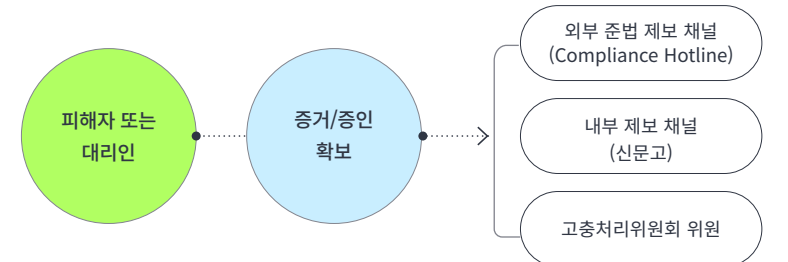 피해자 또는
대리인
증거/증인
확보
외부 준법 제보 채널
(Compliance Hotline)
내부 제보 채널
(신문고)
고충처리위원회 위원